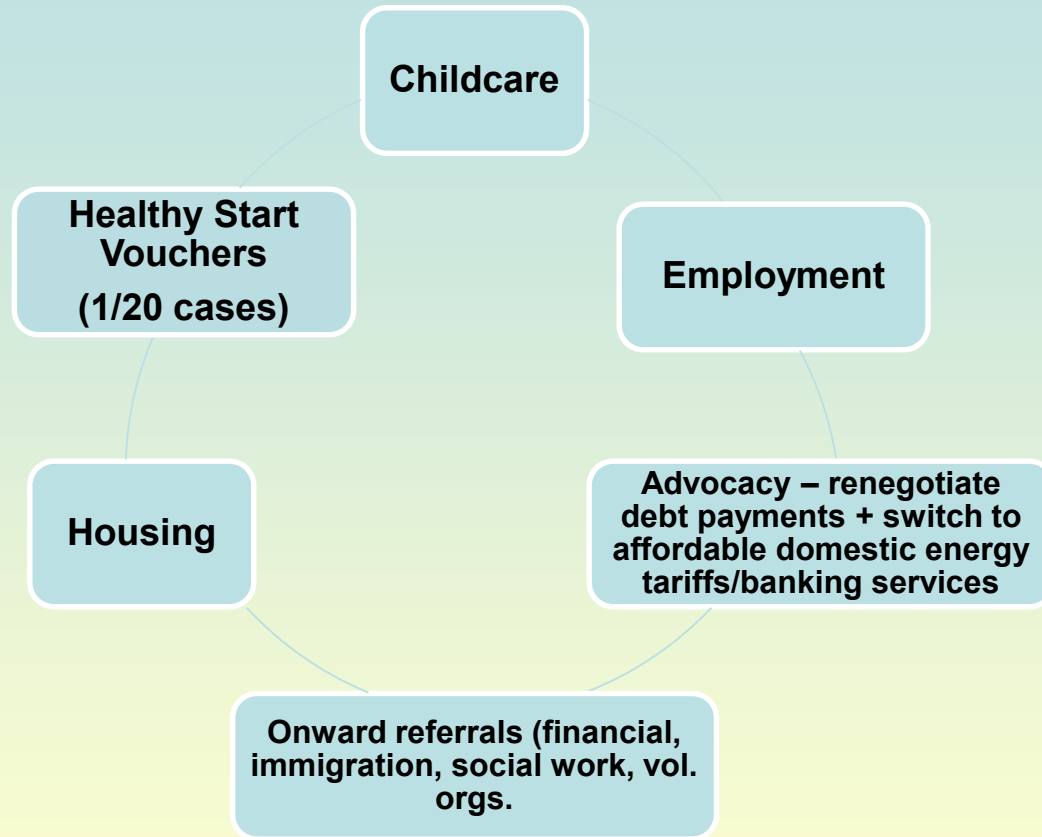 Childcare
Employment
Advocacy – renegotiate
debt payments + switch to
affordable domestic energy
tariffs/banking services
Onward referrals (financial,
immigration, social work, vol.
orgs.
Housing
Healthy Start
Vouchers
(1/20 cases)